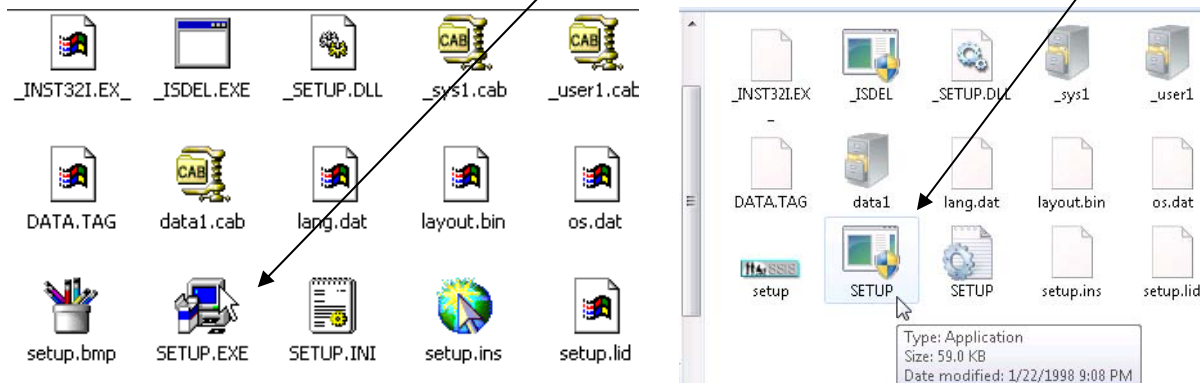 _INST32I.EX_ _ISDEL.EXE _SETUP.DLL _sys1.cab _user1.cab
DATA.TAG data1.cab lang.dat layout.bin os.dat
setup.bmp SETUP.EXE SETUP.INI setup.ins setup.lid
_INST32I.EX _ISDEL _SETUP.DLL _sys1 _user1
_
DATA.TAG data1 lang.dat layout.bin os.dat
setup SETUP SETUP setup.ins setup.lid
Type: Application
Size: 59.0 KB
Date modified: 1/22/1998 9:08 PM